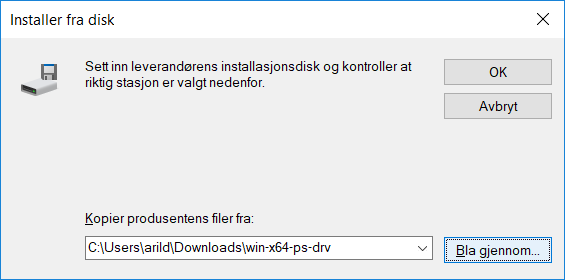 Installer fra disk
Sett inn leverandørens installasjonsdisk og kontroller at
riktig stasjon er valgt nedenfor.
OK
Avbryt
Kopier produsentens filer fra:
C:\Users\arild\Downloads\win-x64-ps-drv
Bla gjennom...